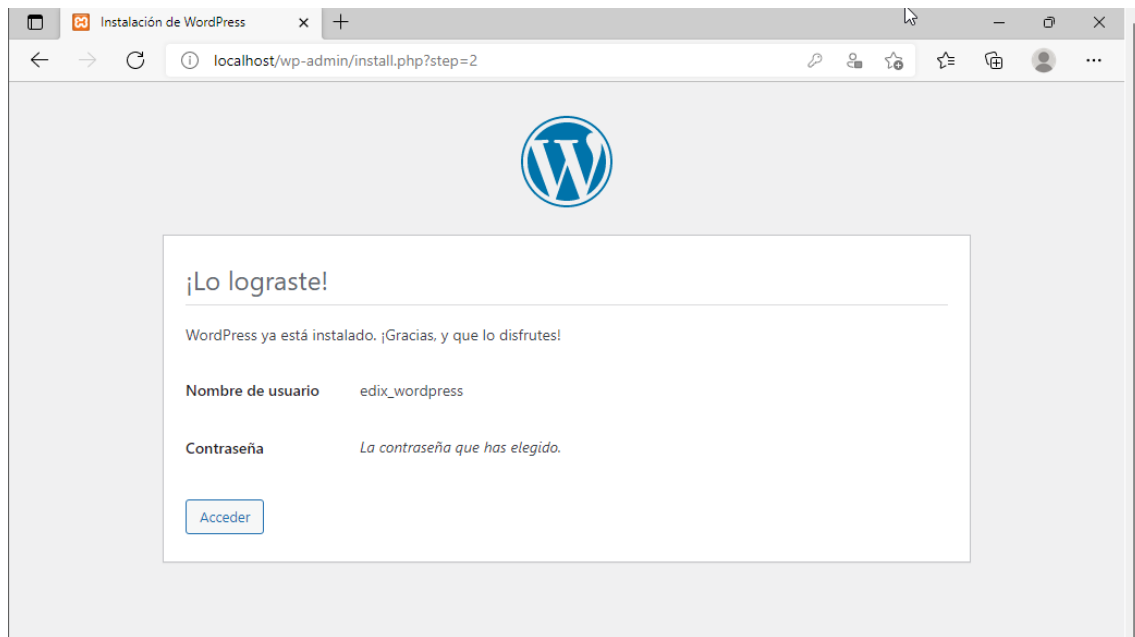 Instalación de WordPress
localhost/wp-admin/install.php?step=2
¡Lo lograste!
WordPress ya está instalado. ¡Gracias, y que lo disfrutes!
Nombre de usuario edix_wordpress
Contraseña La contraseña que has elegido.
Acceder